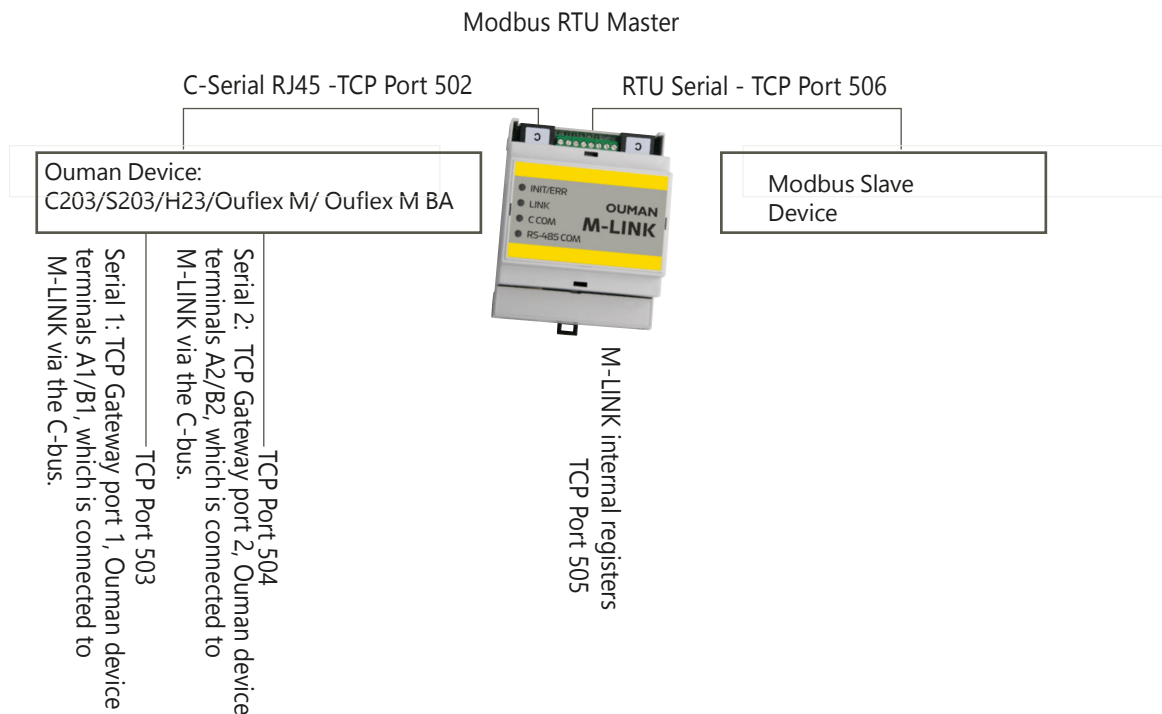 Modbus RTU Master
C-Serial RJ45 -TCP Port 502
RTU Serial - TCP Port 506
Ouman Device:
C203/S203/H23/Ouflex M/ Ouflex M BA
C
C
INIT/ERR
LINK
C COM
RS-485 COM
OUMAN
M-LINK
Modbus Slave
Device
TCP Port 503
Serial 1: TCP Gateway port 1, Ouman device
terminals A1/B1, which is connected to
M-LINK via the C-bus.
TCP Port 504
Serial 2: TCP Gateway port 2, Ouman device
terminals A2/B2, which is connected to
M-LINK via the C-bus.
M-LINK internal registers
TCP Port 505